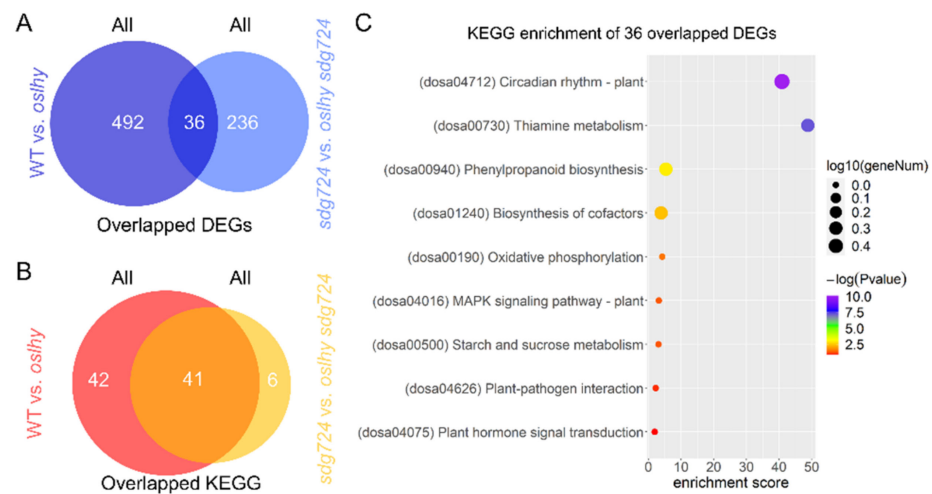 A
All
All
WT vs. oslhy
492
36
236
sdg724 vs. oslhy sdg724
Overlapped DEGs
B
All
All
WT vs. oslhy
42
41
6
sdg724 vs. oslhy sdg724
Overlapped KEGG
C
KEGG enrichment of 36 overlapped DEGs
(dosa04712) Circadian rhythm - plant
(dosa00730) Thiamine metabolism
(dosa00940) Phenylpropanoid biosynthesis
(dosa01240) Biosynthesis of cofactors
(dosa00190) Oxidative phosphorylation
(dosa04016) MAPK signaling pathway - plant
(dosa00500) Starch and sucrose metabolism
(dosa04626) Plant-pathogen interaction
(dosa04075) Plant hormone signal transduction
0 10 20 30 40 50
enrichment score
log10(geneNum)
0.0
0.1
0.2
0.3
0.4
−log(Pvalue)
10.0
7.5
5.0
2.5